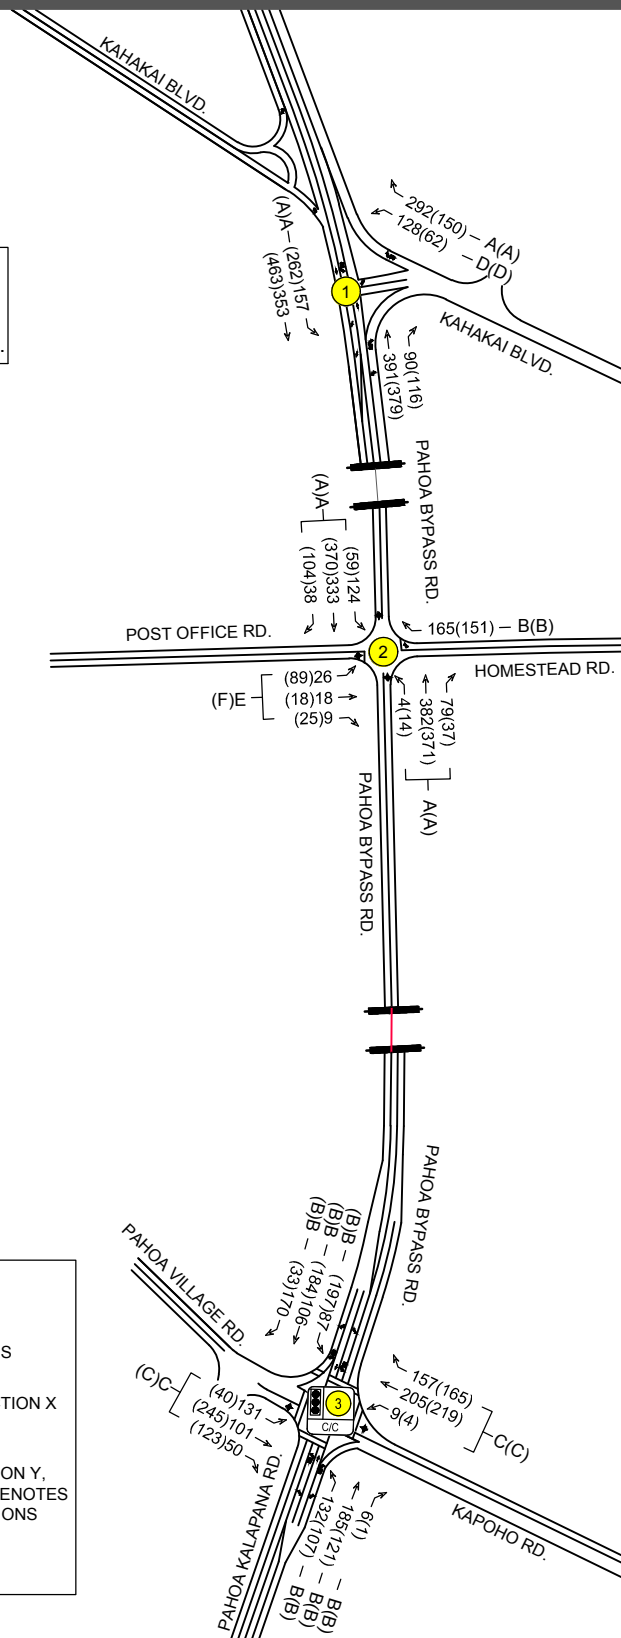 KAHAKAI BLVD.
292(150) – A(A)
128(62) – D(D)
(A)A – (262)157
(463)353
1
KAHAKAI BLVD.
.
90(116)
391(379)
PAHOA BYPASS RD.
(A)A
(59)124
(370)333
(104)38
165(151) – B(B)
POST OFFICE RD.
2
HOMESTEAD RD.
(F)E
(89)26
(18)18
(25)9
79(37)
382(371)
4(14)
A(A)
PAHOA BYPASS RD.
PAHOA BYPASS RD.
(B)B – (197)87
(B)B – (184)106
(B)B – (33)170
PAHOA VILLAGE RD.
157(165)
205(219)
9(4)
C(C)
(C)C
(40)131
(245)101
(123)50
3
C/C
6(1)
185(121) – B(B)
132(107) – B(B)
B(B)
KAPOHO RD.
PAHOA KALAPANA RD.
S
TION X
ON Y,
ENOTES
ONS